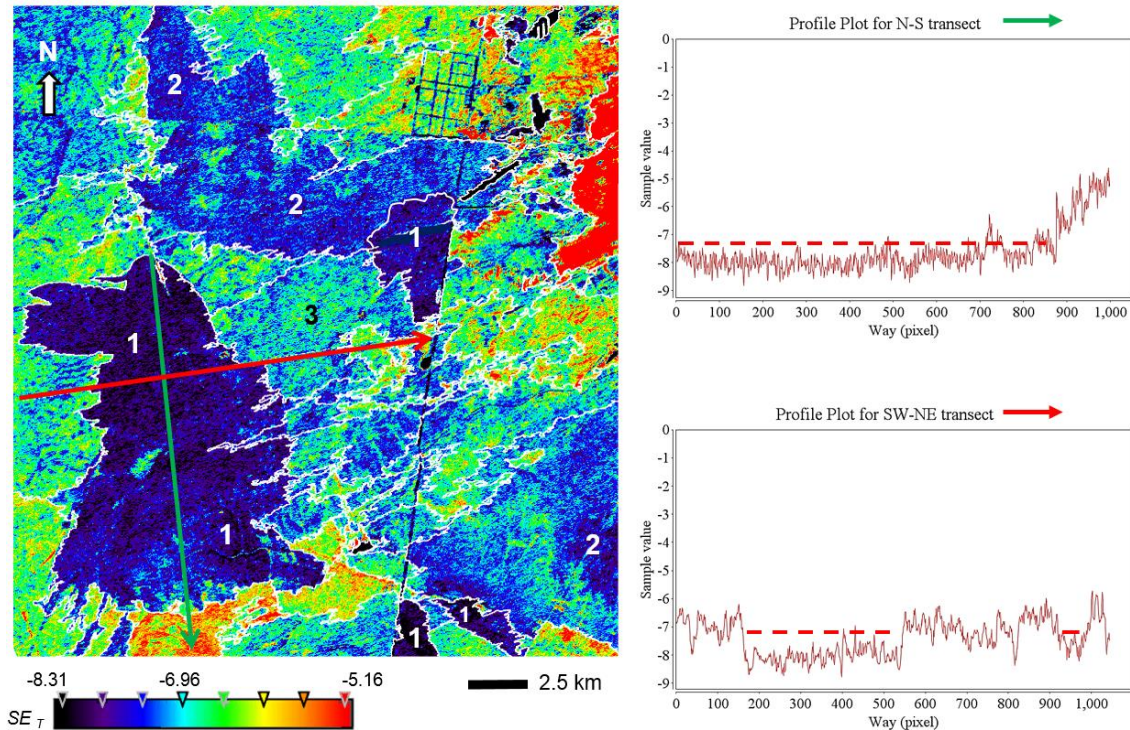 N
2
2
1
3
1
1
2
1
1
-8.31
-6.96
-5.16
SE T
2.5 km
Profile Plot for N-S transect
0
-1
-2
-3
-4
-5
-6
-7
-8
-9
Sample value
0 100 200 300 400 500 600 700 800 900 1,000
Way (pixel)
Profile Plot for SW-NE transect
0
-1
-2
-3
-4
-5
-6
-7
-8
-9
Sample value
0 100 200 300 400 500 600 700 800 900 1,000
Way (pixel)